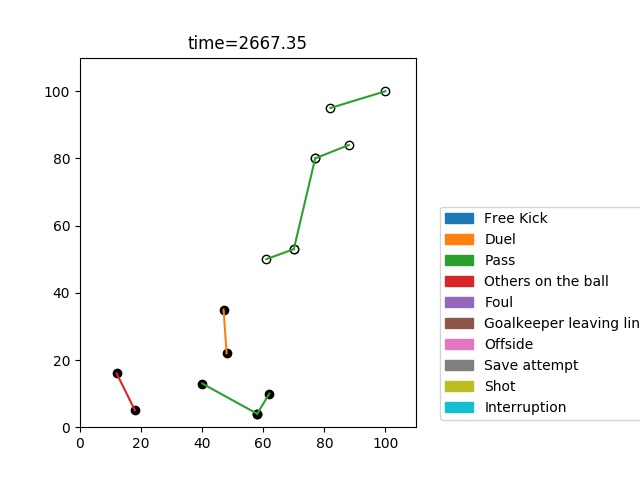 time=2667.35
100
80
60
40
20
0
0 20 40 60 80 100
Free Kick
Duel
Pass
Others on the ball
Foul
Goalkeeper leaving lin
Offside
Save attempt
Shot
Interruption